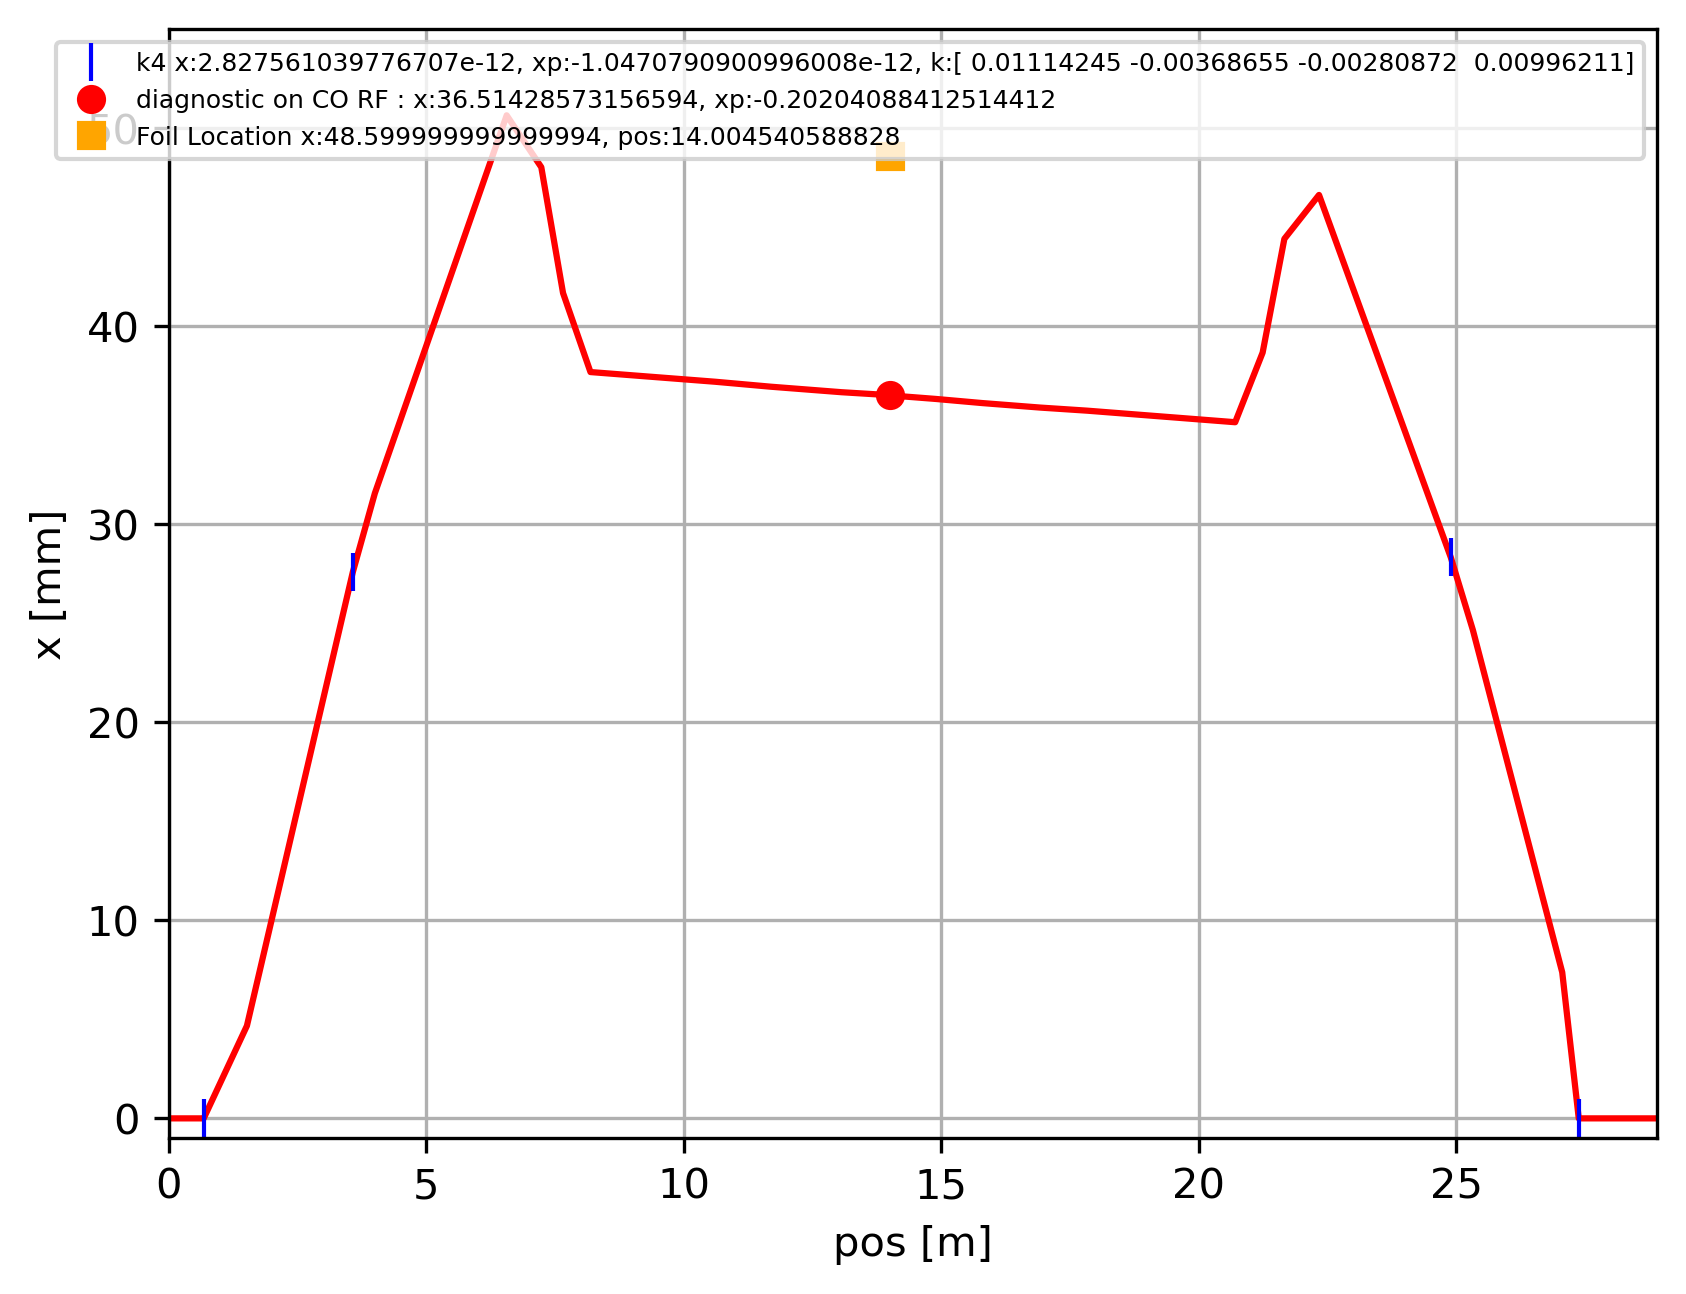 k4 x:2.827561039776707e-12, xp:-1.0470790900996008e-12, k:[ 0.01114245 -0.00368655 -0.00280872  0.00996211]
diagnostic on CO RF : x:36.51428573156594, xp:-0.20204088412514412
Foil Location x:48.599999999999994, pos:14.004540588828
50
40
30
20
10
0
x [mm]
0 5 10 15 20 25
pos [m]